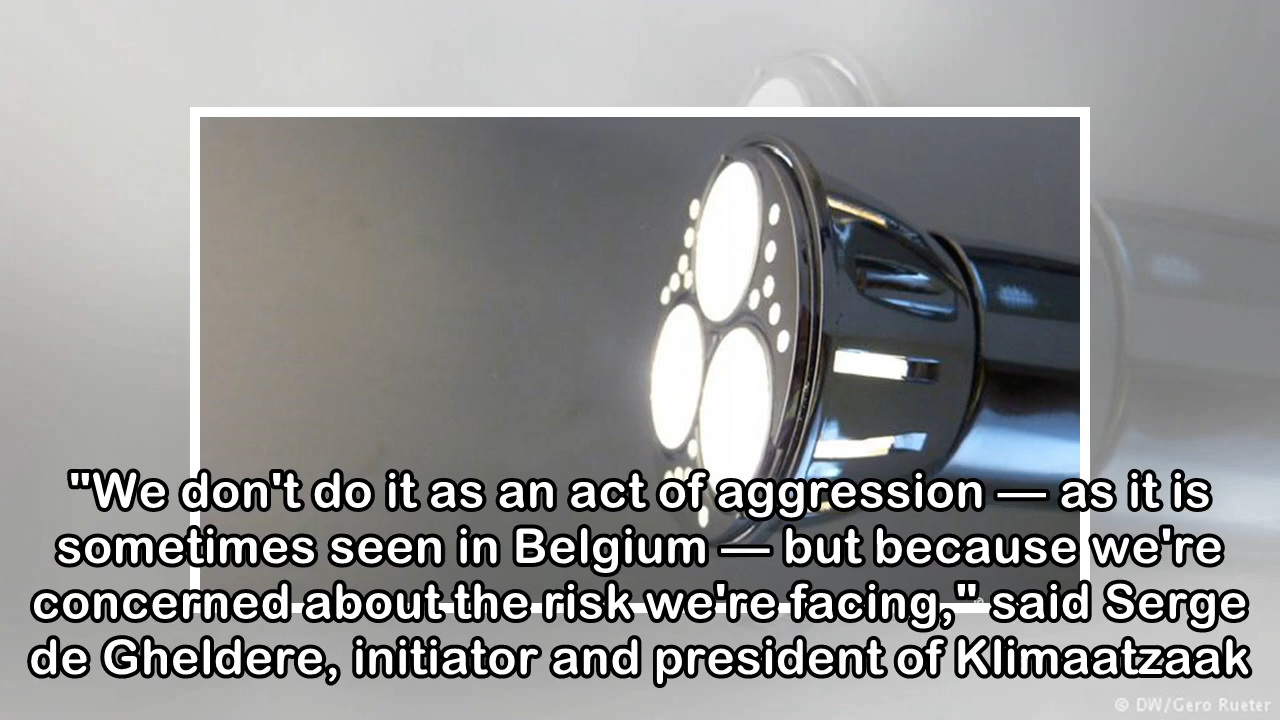 "We don't do it as an act of aggression — as it is
sometimes seen in Belgium — but because we're
concerned about the risk we're facing," said Serge
de Gheldere, initiator and president of Klimaatzaak
© DW/Gero Rueter